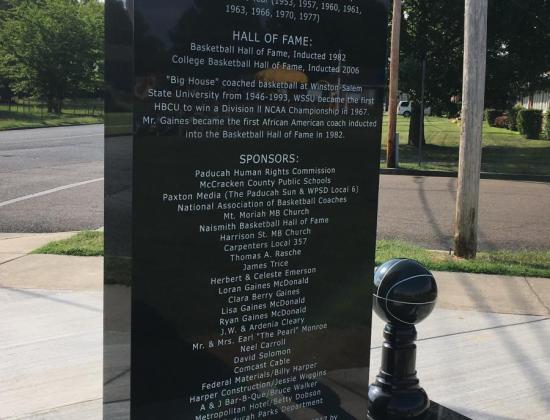 (1953, 1957, 1960, 1961,
1963, 1966, 1970, 1977)
HALL OF FAME:
Basketball Hall of Fame, Inducted 1982
College Basketball Hall of Fame, Inducted 2006
"Big House" coached basketball at Winston-Salem
State University from 1946-1993, WSSU became the first
HBCU to win a Division II NCAA Championship in 1967.
Mr. Gaines became the first African American coach inducted
into the Basketball Hall of Fame in 1982.
SPONSORS:
Paducah Human Rights Commission
McCracken County Public Schools
Paxton Media (The Paducah Sun & WPSD Local 6)
National Association of Basketball Coaches
Mt. Moriah MB Church
Naismith Basketball Hall of Fame
Harrison St. MB Church
Carpenters Local 357
Thomas A. Rasche
James Trice
Herbert & Celeste Emerson
Loran Gaines McDonald
Clara Berry Gaines
Lisa Gaines McDonald
Ryan Gaines McDonald
J.W. & Ardenia Cleary
Mr. & Mrs. Earl "The Pearl" Monroe
Neel Carroll
David Solomon
Comcast Cable
Federal Materials/Billy Harper
Harper Construction/Jessie Wiggins
A & J Bar-B-Que/Bruce Walker
Metropolitan Hotel/Betty Dobson
Paducah Parks Department
by